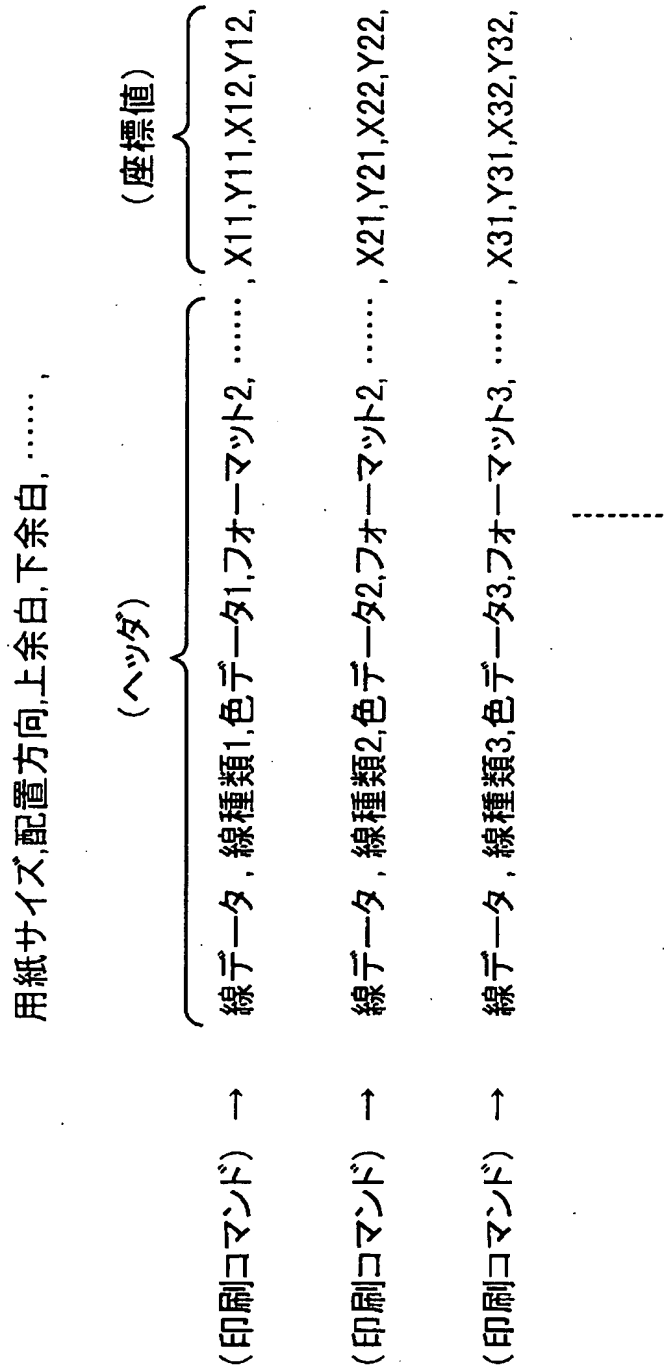 用紙サイズ,配置方向,上余白,下余白, ‥‥‥ ,
(ヘッダ) (座標値)
(印刷コマンド) → 線データ , 線種類1,色データ1,フォーマット2, ‥‥‥ , X11,Y11,X12,Y12,
(印刷コマンド) → 線データ , 線種類2,色データ2,フォーマット2, ‥‥‥ , X21,Y21,X22,Y22,
(印刷コマンド) → 線データ , 線種類3,色データ3,フォーマット3, ‥‥‥ , X31,Y31,X32,Y32,